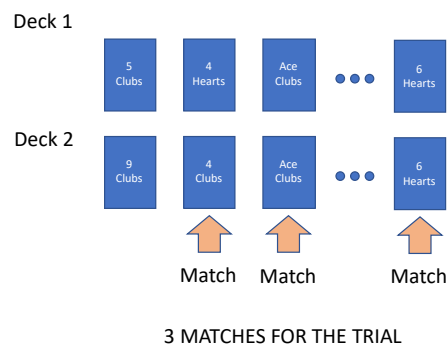 Deck 1
5 Clubs
4 Hearts
Ace Clubs
6 Hearts
Deck 2
9 Clubs
4 Clubs
Ace Clubs
6 Hearts
Match
Match
Match
3 MATCHES FOR THE TRIAL